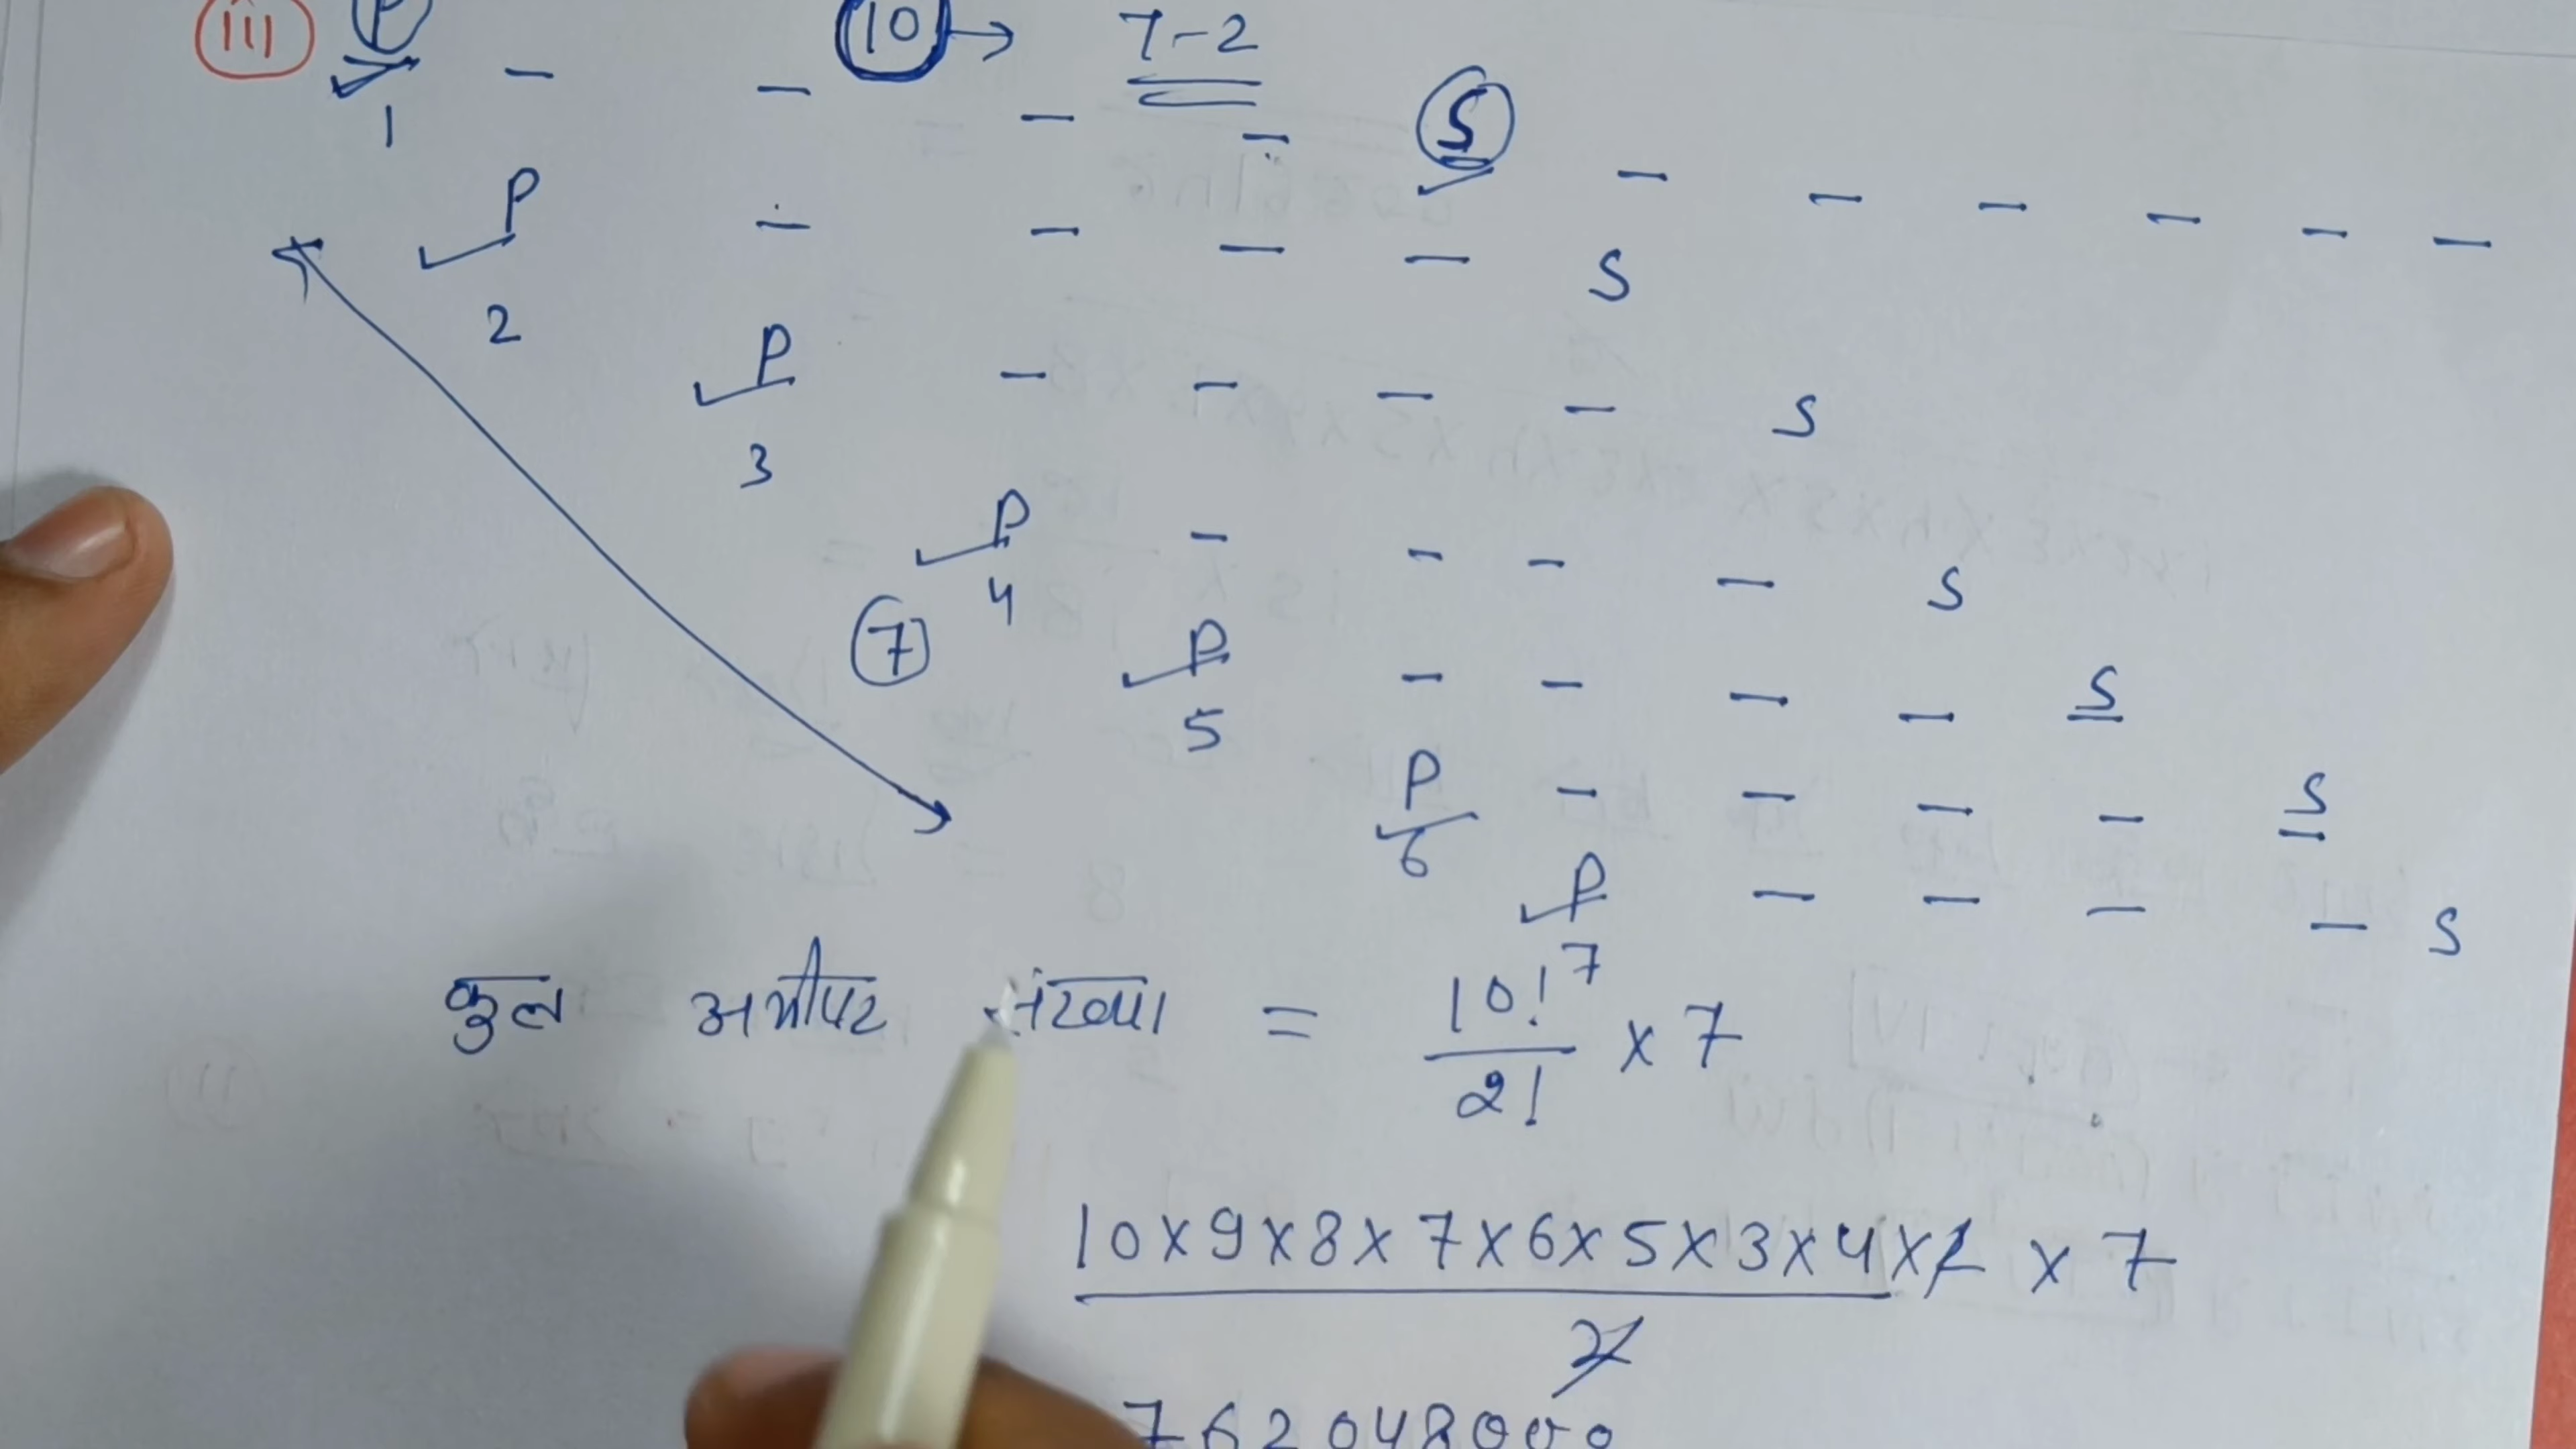 iii P 10 → 7-2
- - - - S - - - - - -
1
P - - - - S
2
P - - - - S
3
P - - - - S
4
7
P - - - - S
5
P - - - - S
6
P - - - - S
7
कुल अभीष्ट संख्या = 10!/2! × 7
10×9×8×7×6×5×3×4×2 × 7
2
762048000